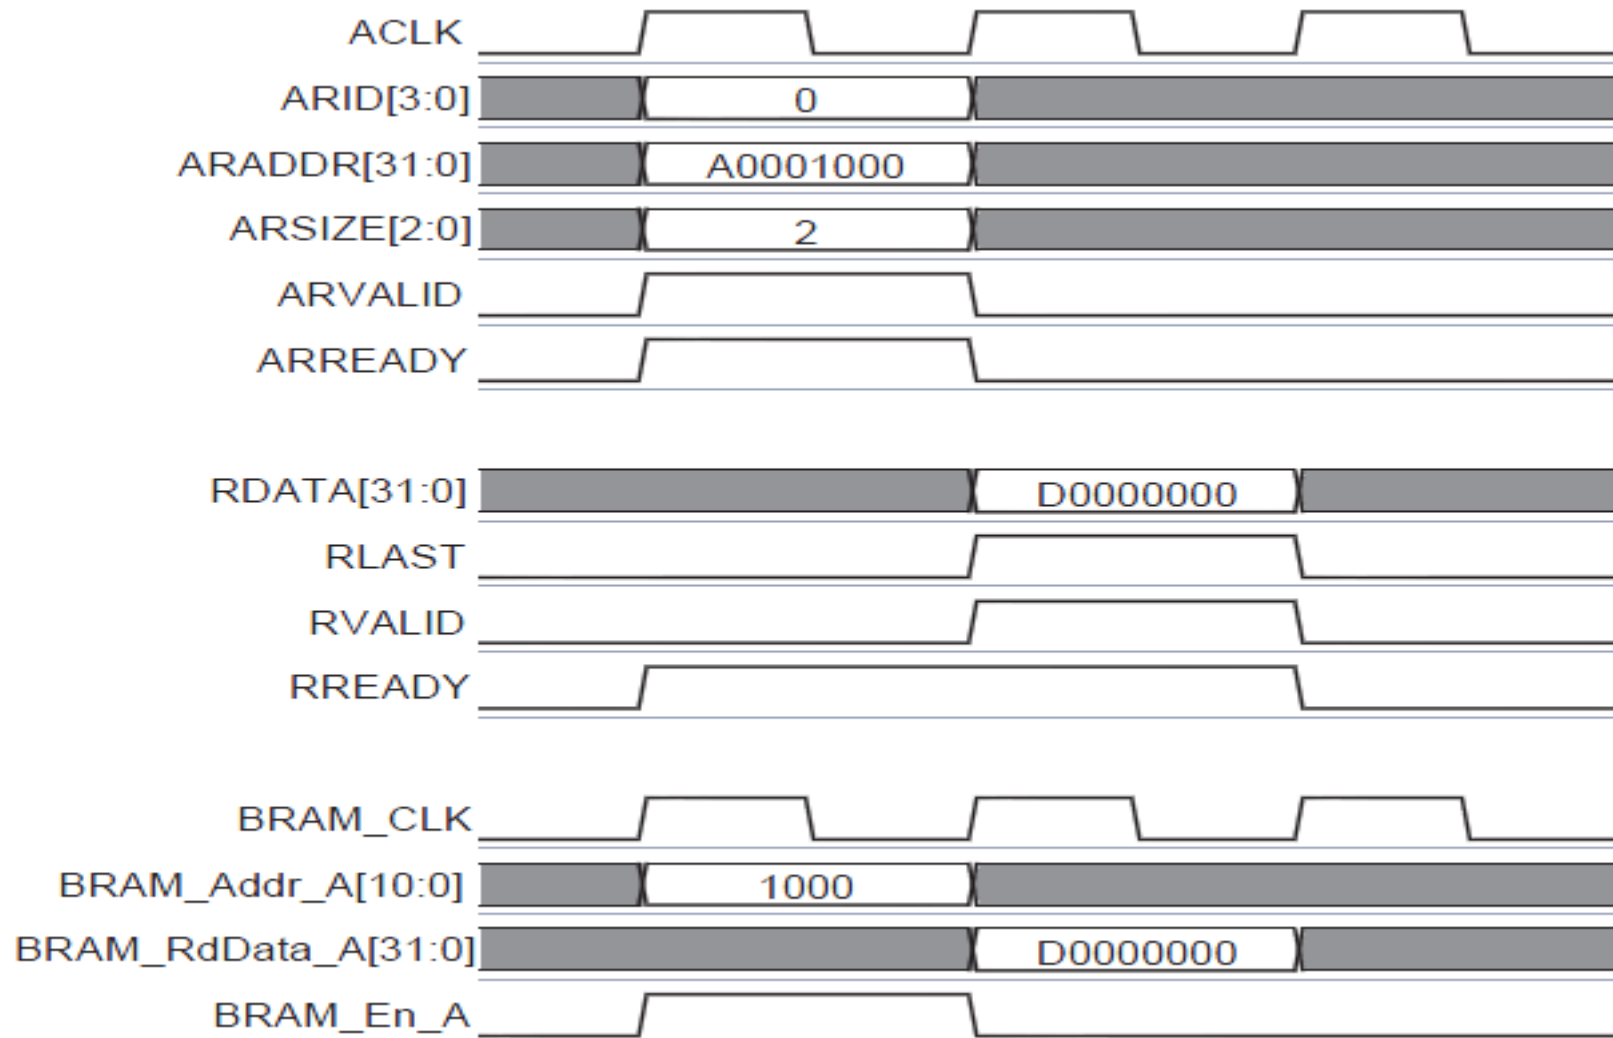 ACLK
ARID[3:0] 0
ARADDR[31:0] A0001000
ARSIZE[2:0] 2
ARVALID
ARREADY
RDATA[31:0] D0000000
RLAST
RVALID
RREADY
BRAM_CLK
BRAM_Addr_A[10:0] 1000
BRAM_RdData_A[31:0] D0000000
BRAM_En_A